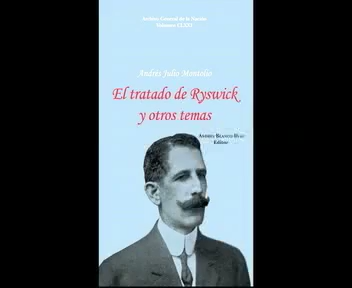 Archivo General de la Nación
Volumen CLXXI
Andrés Julio Montolío
El tratado de Ryswick
y otros temas
Andrés Blanco Díaz
Editor